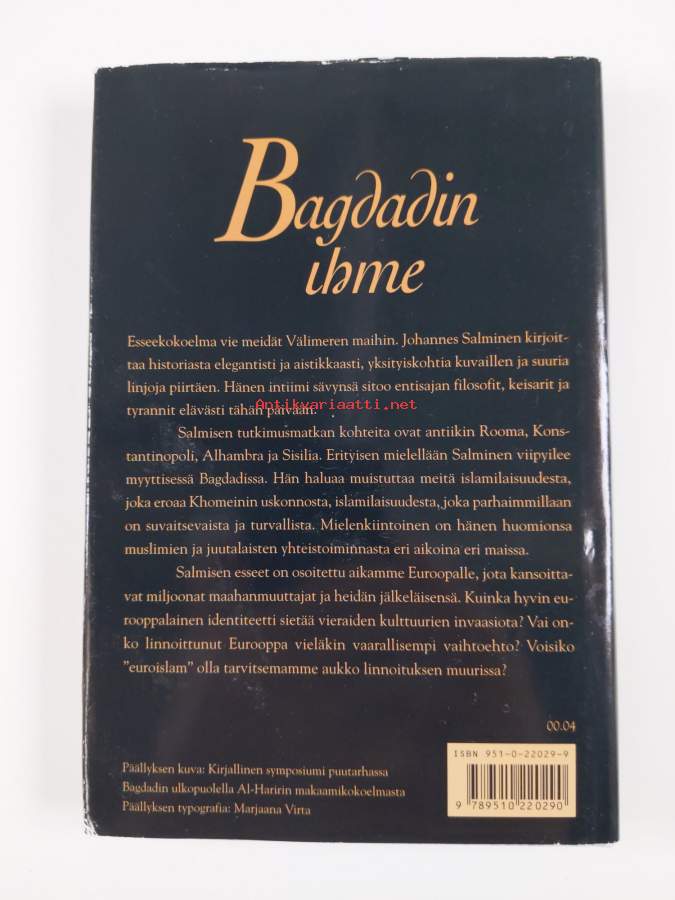 Bagdadin
ihme
Esseekokoelma vie meidät Välimeren maihin. Johannes Salminen kirjoit-
taa historiasta elegantisti ja aistikkaasti, yksityiskohtia kuvaillen ja suuria
linjoja piirtäen. Hänen intiimi sävynsä sitoo entisajan filosofit, keisarit ja
tyrannit elävästi tähän päivään.
Antikvariaatti.net
Salmisen tutkimusmatkan kohteita ovat antiikin Rooma, Kons-
tantinopoli, Alhambra ja Sisilia. Erityisen mielellään Salminen viipyilee
myyttisessä Bagdadissa. Hän haluaa muistuttaa meitä islamilaisuudesta,
joka eroaa Khomeinin uskonnosta, islamilaisuudesta, joka parhaimmillaan
on suvaitsevaista ja turvallista. Mielenkiintoinen on hänen huomionsa
muslimien ja juutalaisten yhteistoiminnasta eri aikoina eri maissa.
Salmisen esseet on osoitettu aikamme Euroopalle, jota kansoitta-
vat miljoonat maahanmuuttajat ja heidän jälkeläisensä. Kuinka hyvin eu-
rooppalainen identiteetti sietää vieraiden kulttuurien invaasiota? Vai on-
ko linnoittunut Eurooppa vieläkin vaarallisempi vaihtoehto? Voisiko
"euroislam" olla tarvitsemamme aukko linnoituksen muurissa?
00.04
ISBN 951-0-22029-9
9 789510 220290
Päällyksen kuva: Kirjallinen symposiumi puutarhassa
Bagdadin ulkopuolella Al-Haririn makaamikokoelmasta
Päällyksen typografia: Marjaana Virta